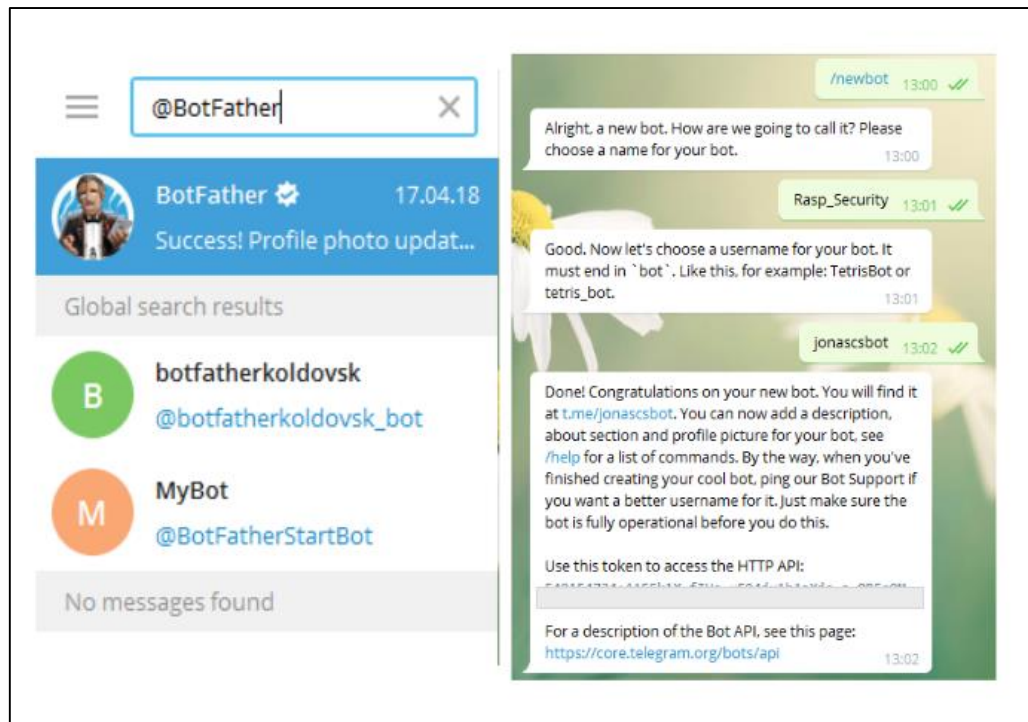 @BotFather
BotFather
17.04.18
Success! Profile photo updat...
Global search results
B
botfatherkoldovsk
@botfatherkoldovsk_bot
M
MyBot
@BotFatherStartBot
No messages found
/newbot 13:00
Alright, a new bot. How are we going to call it? Please
choose a name for your bot.
13:00
Rasp_Security 13:01
Good. Now let's choose a username for your bot. It
must end in `bot`. Like this, for example: TetrisBot or
tetris_bot.
13:01
jonascsbot 13:02
Done! Congratulations on your new bot. You will find it
at t.me/jonascsbot. You can now add a description,
about section and profile picture for your bot, see
/help for a list of commands. By the way, when you've
finished creating your cool bot, ping our Bot Support if
you want a better username for it. Just make sure the
bot is fully operational before you do this.
Use this token to access the HTTP API:
For a description of the Bot API, see this page:
https://core.telegram.org/bots/api
13:02